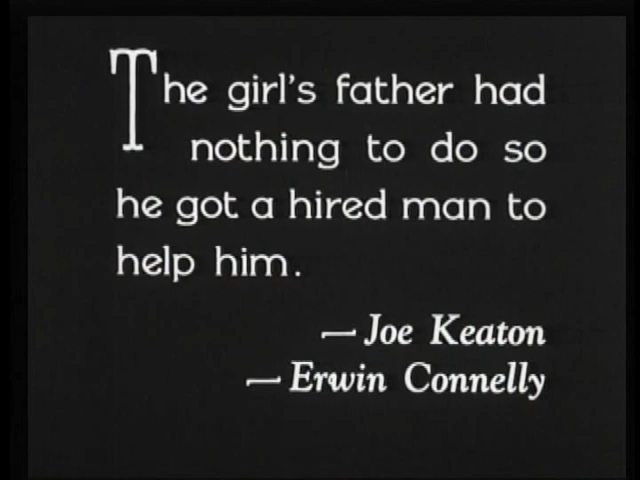 The girl's father had
nothing to do so
he got a hired man to
help him.
—Joe Keaton
—Erwin Connelly